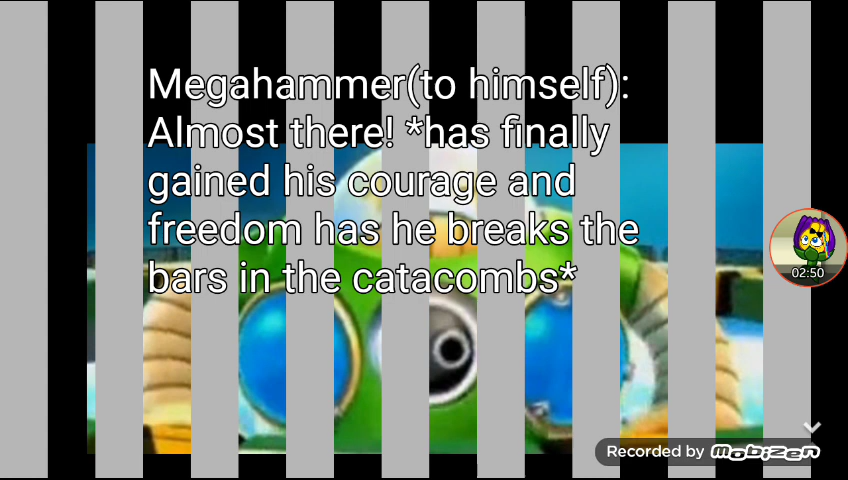 Megahammer(to himself):
Almost there! *has finally
gained his courage and
freedom has he breaks the
bars in the catacombs*
02:50
Recorded by MOBIZEN